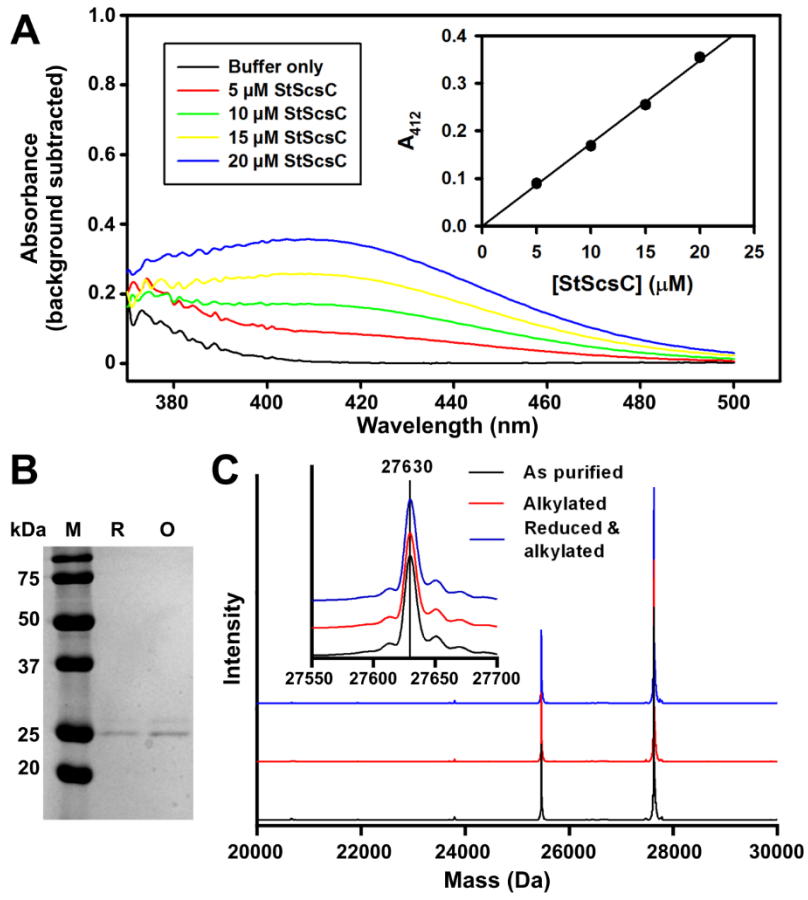 A
Absorbance
(background subtracted)
1.0
0.8
0.6
0.4
0.2
0
Buffer only
5 µM StScsC
10 µM StScsC
15 µM StScsC
20 µM StScsC
A412
0.4
0.3
0.2
0.1
0.0
0 5 10 15 20 25
[StScsC] (µM)
380 400 420 440 460 480 500
Wavelength (nm)
B
kDa M R O
75
50
37
25
20
C
27630
As purified
Alkylated
Reduced &
alkylated
27550 27600 27650 27700
Intensity
20000 22000 24000 26000 28000 30000
Mass (Da)